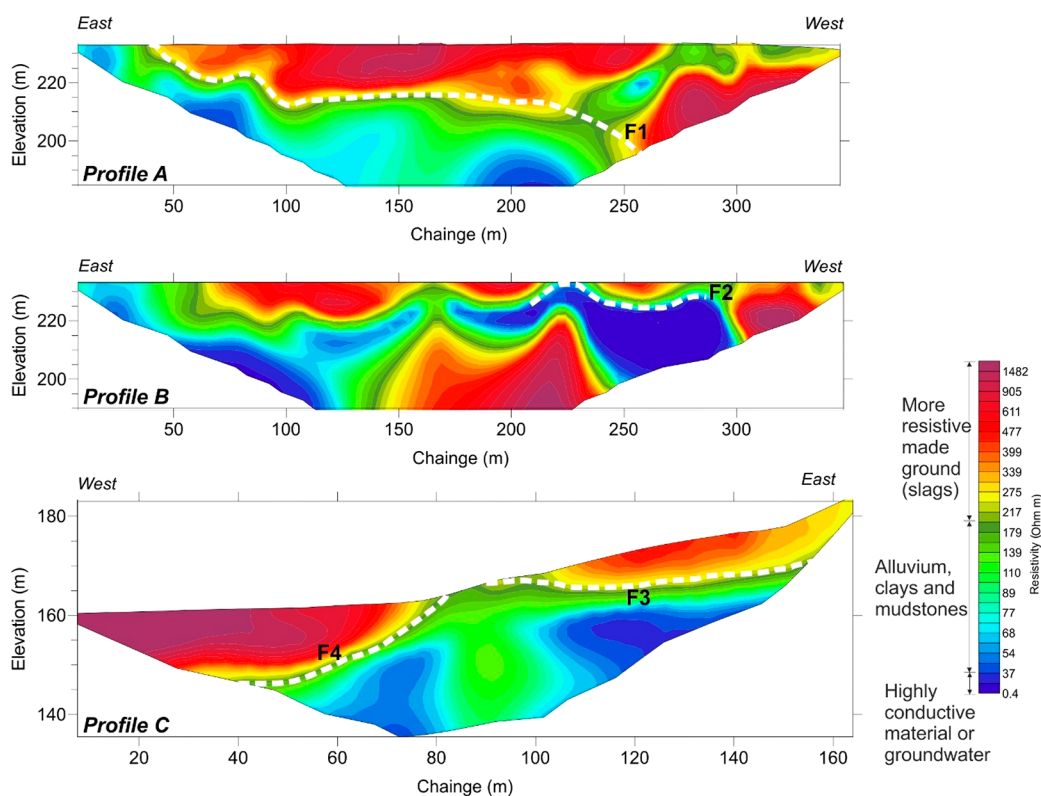 East
West
Elevation (m)
220
200
F1
Profile A
50
100
150
200
250
300
Chainge (m)
East
West
Elevation (m)
220
200
F2
Profile B
50
100
150
200
250
300
Chainge (m)
West
East
Elevation (m)
180
160
140
F3
F4
Profile C
20
40
60
80
100
120
140
160
Chainge (m)
More
resistive
made
ground
(slags)
Alluvium,
clays and
mudstones
Highly
conductive
material or
groundwater
1482
905
611
477
399
339
275
217
179
139
110
89
77
68
54
37
0.4
Resistivity (Ohm m)